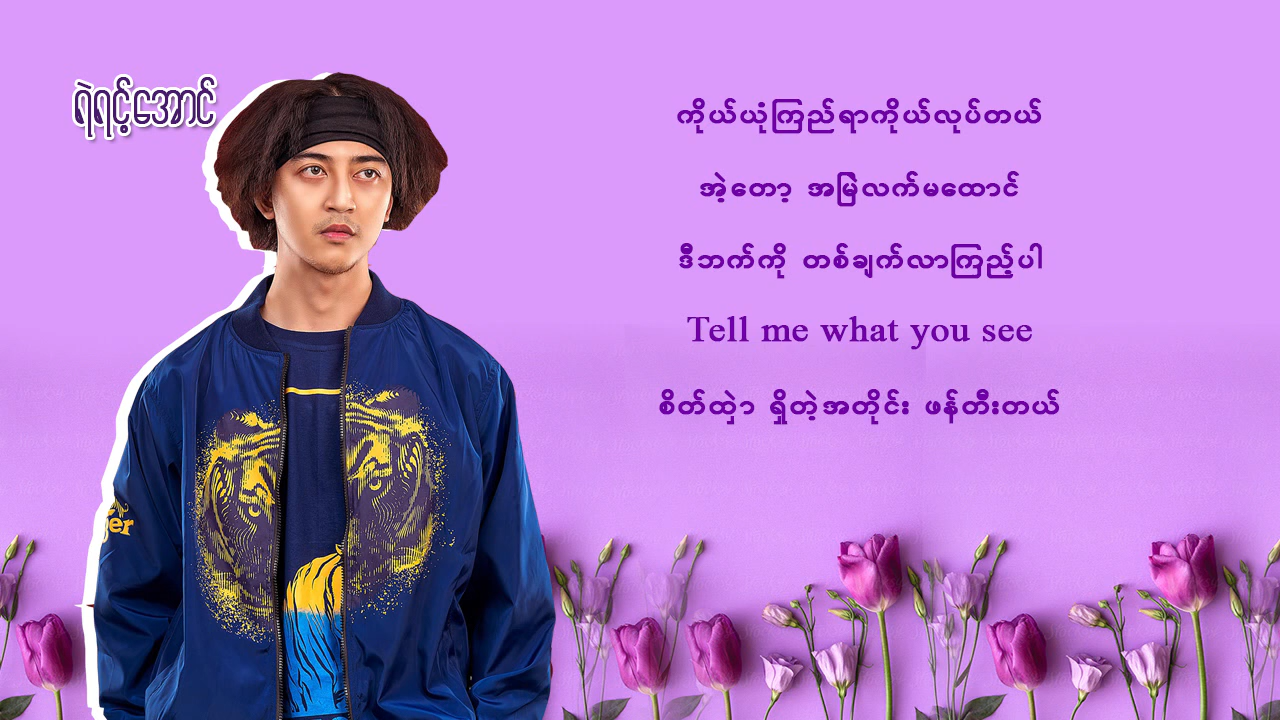 ရဲရင့်အောင်
ကိုယ်ယုံကြည်ရာကိုယ်လုပ်တယ်
အဲ့တော့ အမြဲလက်မထောင်
ဒီဘက်ကို တစ်ချက်လာကြည့်ပါ
Tell me what you see
စိတ်ထဲှာ ရှိတဲ့အတိုင်း ဖန်တီးတယ်